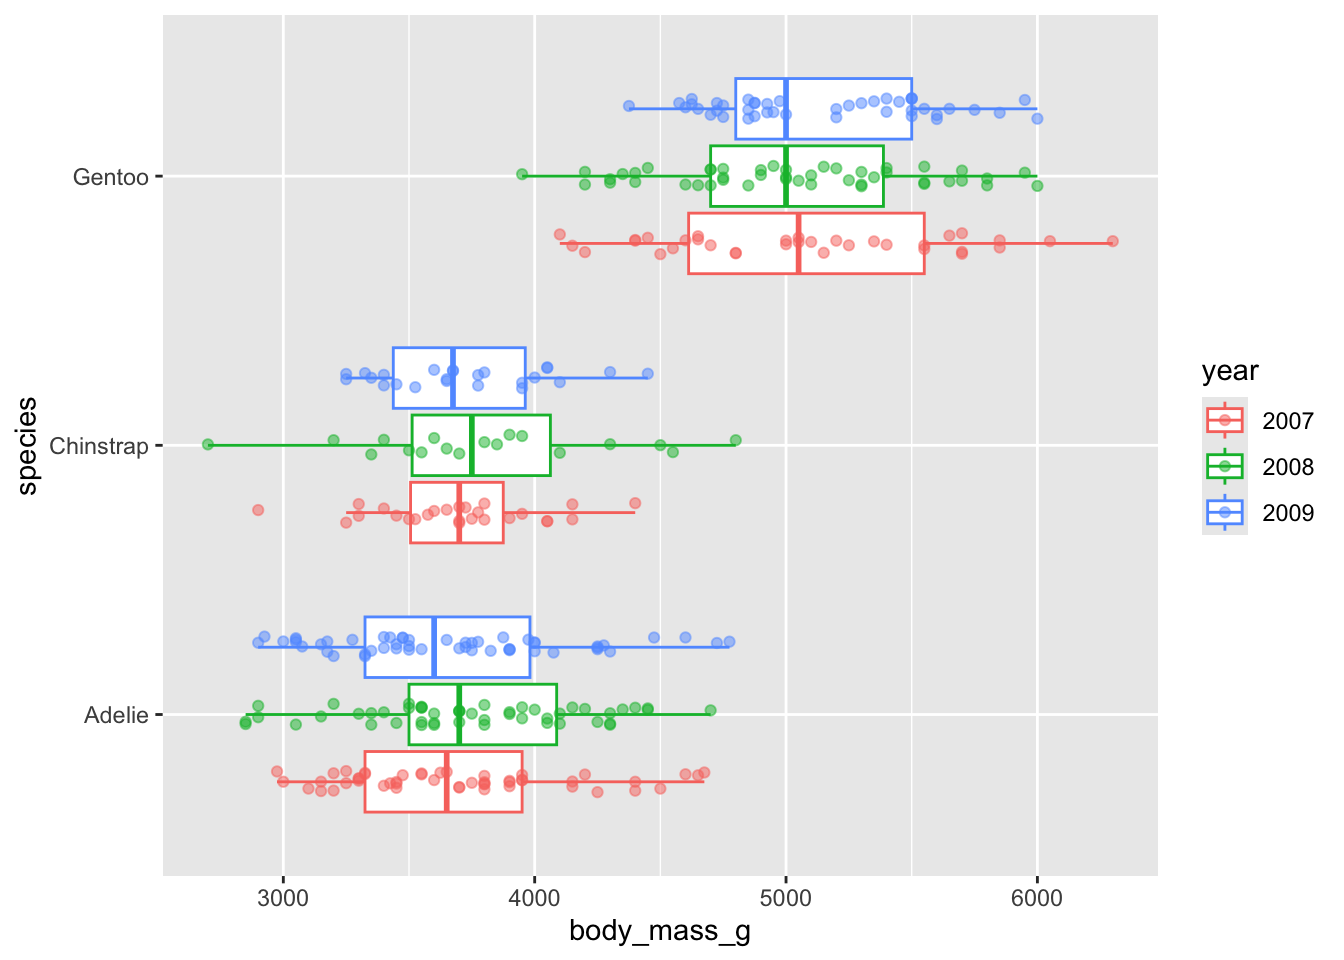 Gentoo
Chinstrap
Adelie
species
3000
4000
5000
6000
body_mass_g
year
2007
2008
2009